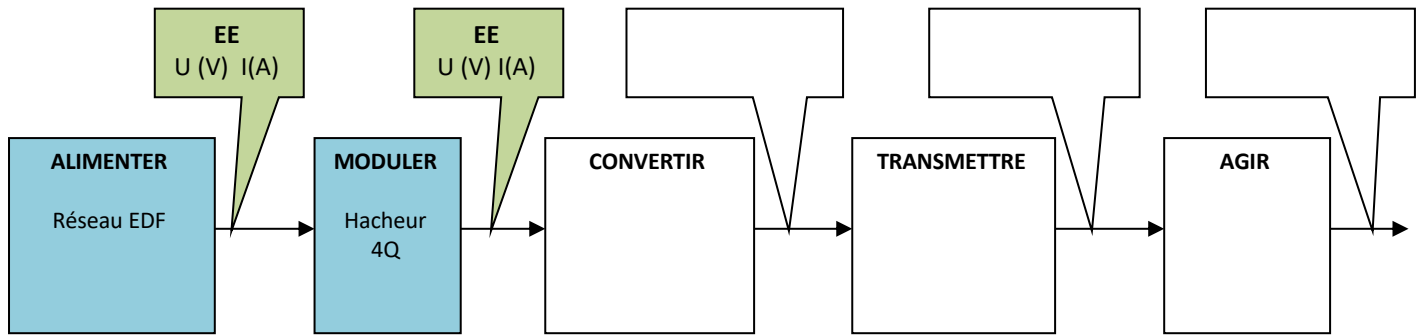 EE
U (V)  I(A)
EE
U (V) I(A)
ALIMENTER
Réseau EDF
MODULER
Hacheur
4Q
CONVERTIR
TRANSMETTRE
AGIR